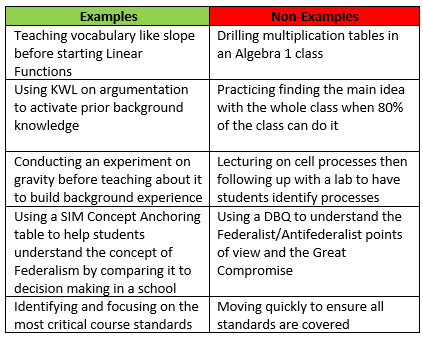 Examples
Non-Examples
Teaching vocabulary like slope
before starting Linear
Functions
Drilling multiplication tables in
an Algebra 1 class
Using KWL on argumentation
to activate prior background
knowledge
Practicing finding the main idea
with the whole class when 80%
of the class can do it
Conducting an experiment on
gravity before teaching about it
to build background experience
Lecturing on cell processes then
following up with a lab to have
students identify processes
Using a SIM Concept Anchoring
table to help students
understand the concept of
Federalism by comparing it to
decision making in a school
Using a DBQ to understand the
Federalist/Antifederalist points
of view and the Great
Compromise
Identifying and focusing on the
most critical course standards
Moving quickly to ensure all
standards are covered